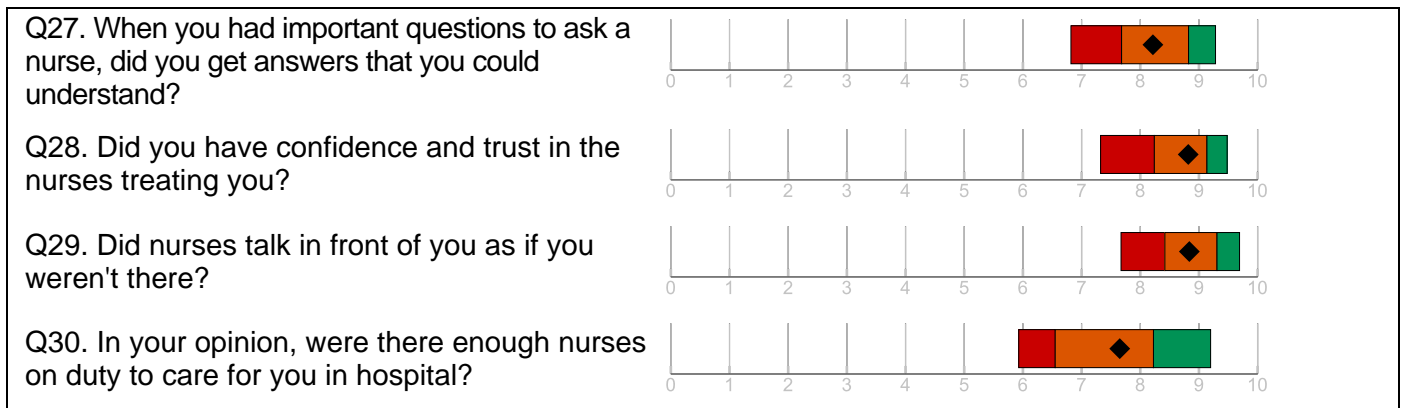 Q27. When you had important questions to ask a
nurse, did you get answers that you could
understand?
0 1 2 3 4 5 6 7 8 9 10
Q28. Did you have confidence and trust in the
nurses treating you?
0 1 2 3 4 5 6 7 8 9 10
Q29. Did nurses talk in front of you as if you
weren't there?
0 1 2 3 4 5 6 7 8 9 10
Q30. In your opinion, were there enough nurses
on duty to care for you in hospital?
0 1 2 3 4 5 6 7 8 9 10